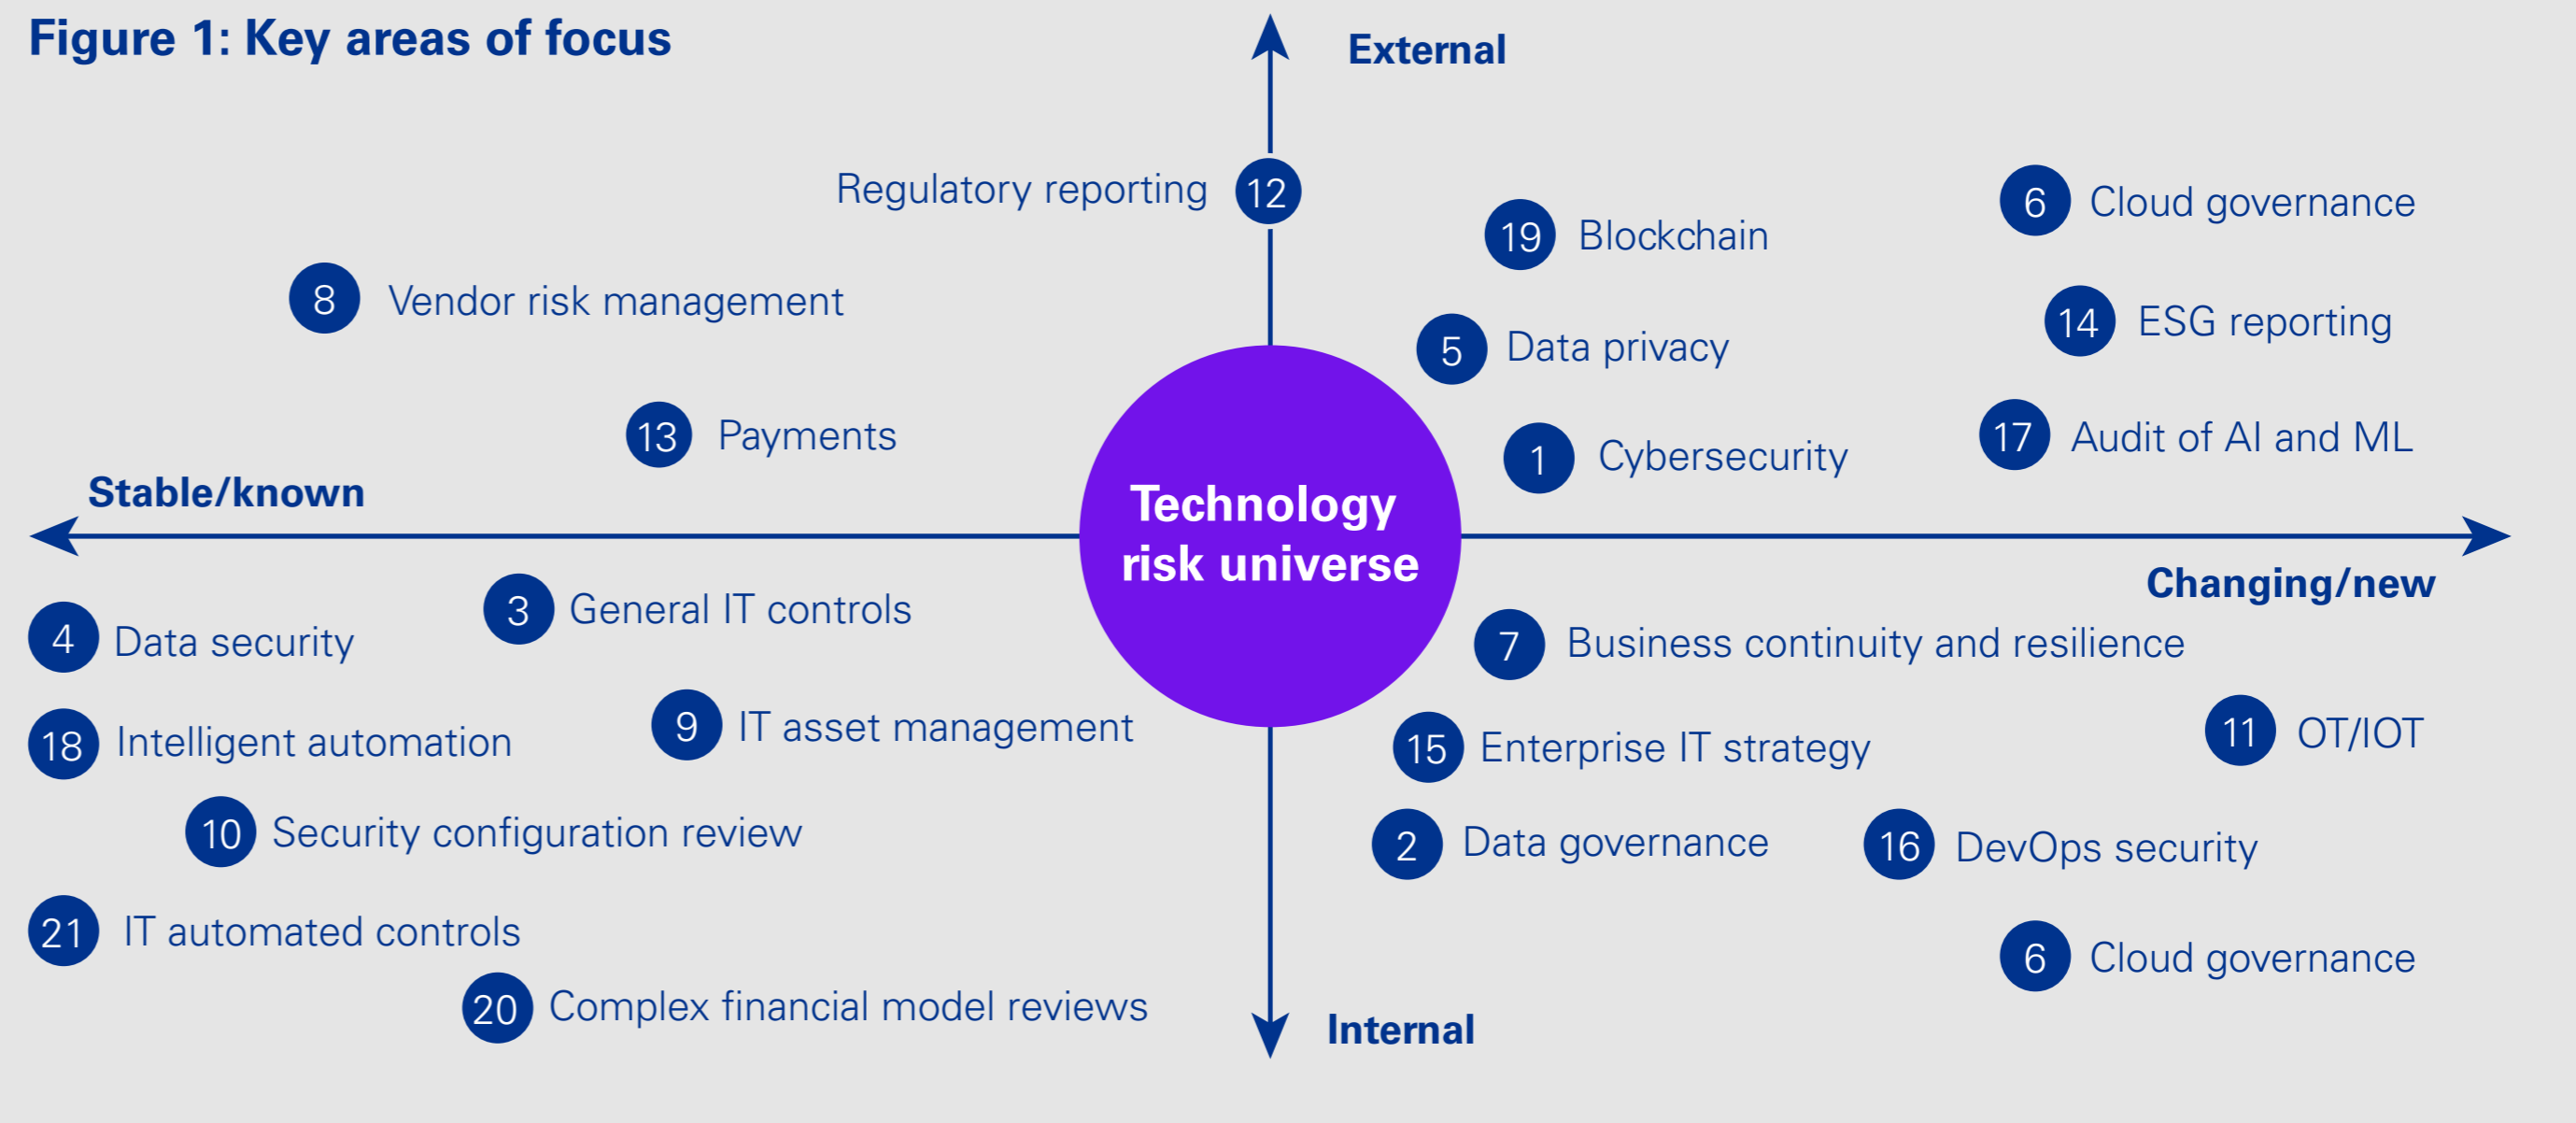 Figure 1: Key areas of focus
External
Regulatory reporting 12
19 Blockchain
6 Cloud governance
8 Vendor risk management
5 Data privacy
14 ESG reporting
13 Payments
1 Cybersecurity
17 Audit of AI and ML
Stable/known
Technology
risk universe
Changing/new
4 Data security
3 General IT controls
7 Business continuity and resilience
18 Intelligent automation
9 IT asset management
15 Enterprise IT strategy
11 OT/IOT
10 Security configuration review
2 Data governance
16 DevOps security
21 IT automated controls
6 Cloud governance
20 Complex financial model reviews
Internal